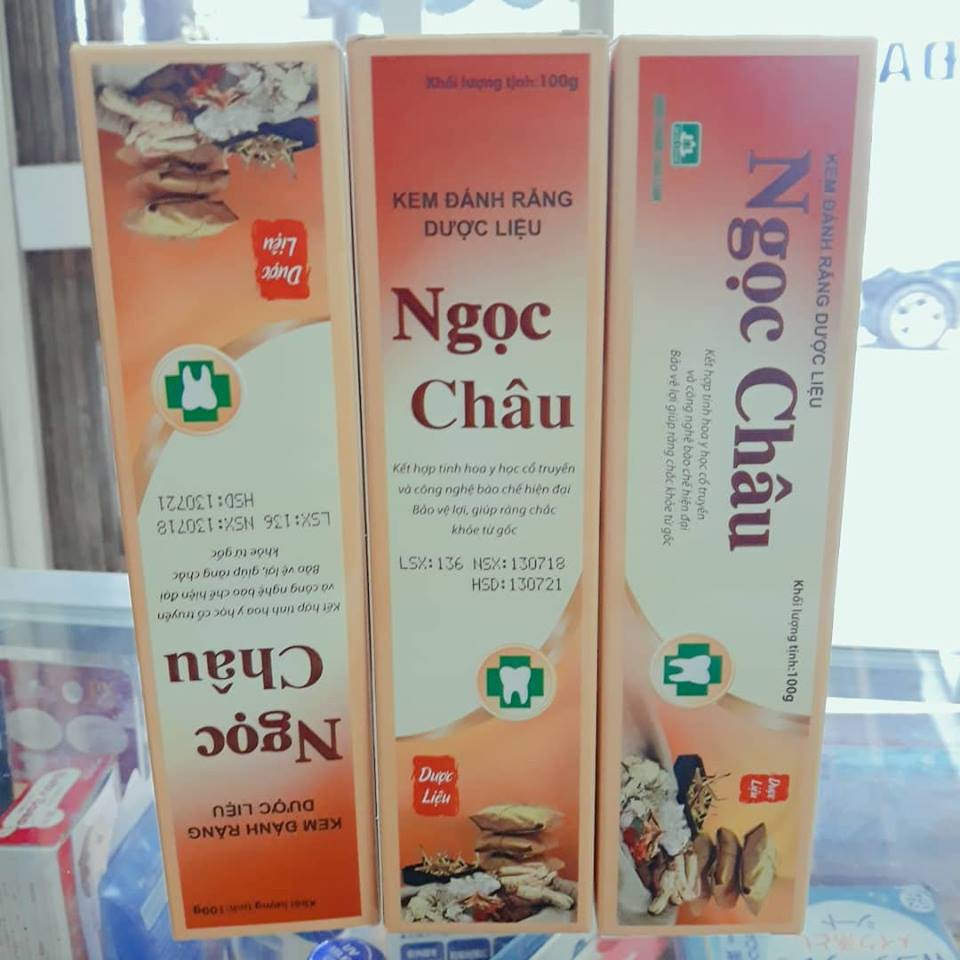 Khối lượng tịnh:100g
KEM ĐÁNH RĂNG
DƯỢC LIỆU
Ngọc
Châu
Kết hợp tinh hoa y học cổ truyền
và công nghệ bào chế hiện đại
Bảo vệ lợi, giúp răng chắc
khỏe từ gốc
LSX:136 NSX:130718
HSD:130721
Dược
Liệu
Khối lượng tịnh:100g
KEM ĐÁNH RĂNG
DƯỢC LIỆU
Ngọc
Châu
Kết hợp tinh hoa y học cổ truyền
và công nghệ bào chế hiện đại
Bảo vệ lợi, giúp răng chắc
khỏe từ gốc
LSX:136 NSX:130718
HSD:130721
Dược
Liệu
KEM ĐÁNH RĂNG DƯỢC LIỆU
Ngọc Châu
Kết hợp tinh hoa y học cổ truyền
và công nghệ bào chế hiện đại
Bảo vệ lợi giúp răng chắc khỏe từ gốc
Khối lượng tịnh:100g
Dược
Liệu